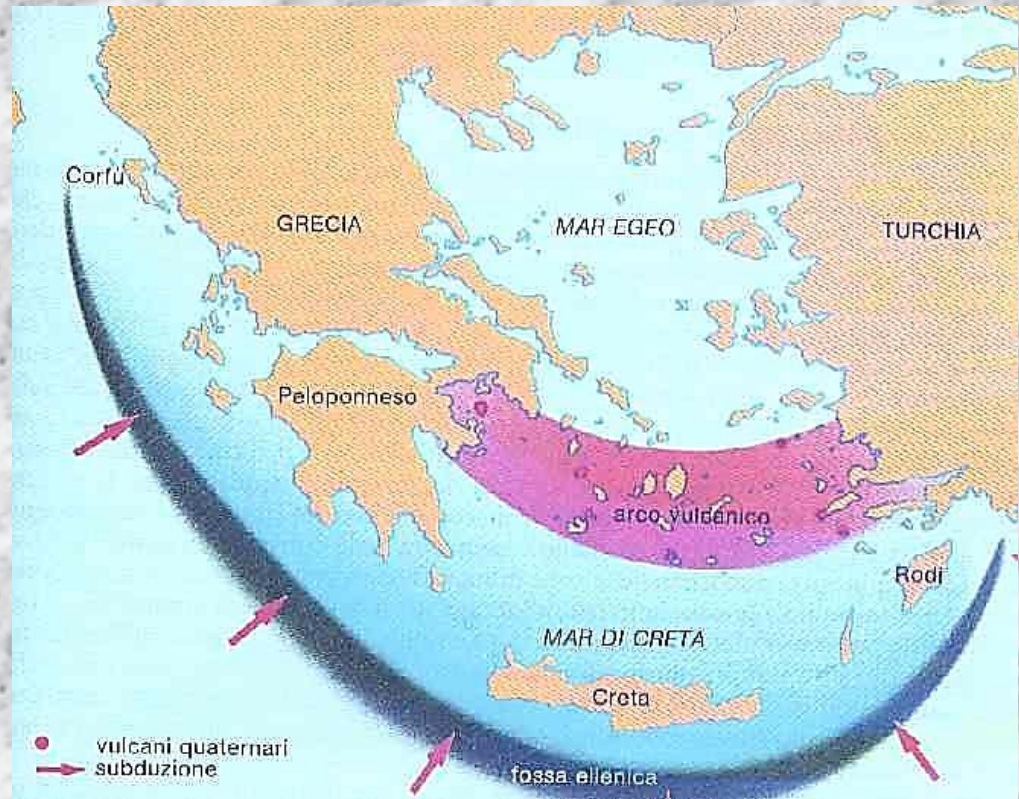 Corfù
GRECIA
MAR EGEO
TURCHIA
Peloponneso
arco vulcanico
Rodi
MAR DI CRETA
Creta
vulcani quaternari
subduzione
fossa ellenica